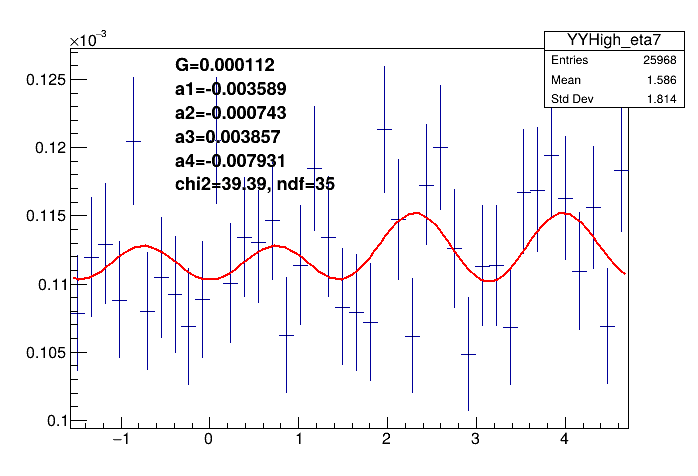 ×10⁻³
YYHigh_eta7
Entries 25968
Mean 1.586
Std Dev 1.814
G=0.000112
a1=-0.003589
a2=-0.000743
a3=0.003857
a4=-0.007931
chi2=39.39, ndf=35
0.125
0.12
0.115
0.11
0.105
0.1
−1 0 1 2 3 4